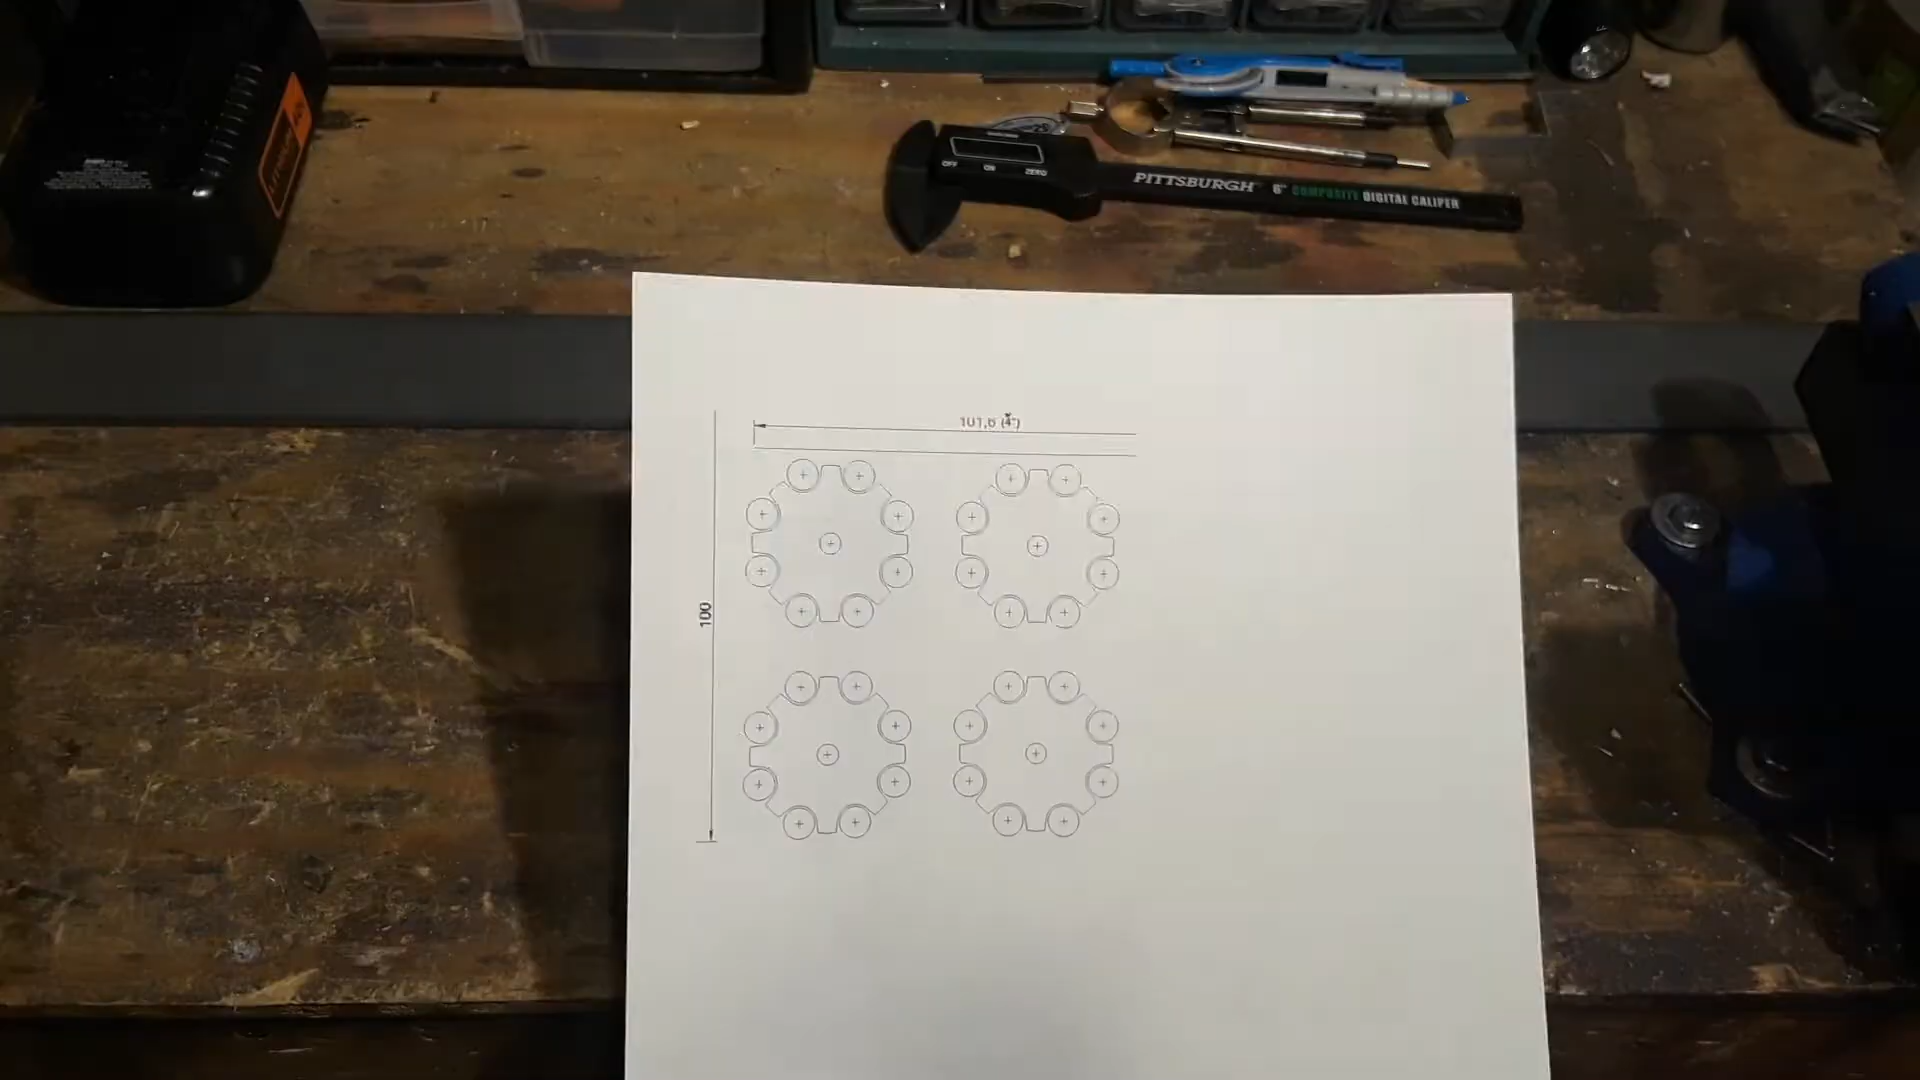 OFF
ON
ZERO
PITTSBURGH 6" COMPOSITE DIGITAL CALIPER
101,6 (4")
100